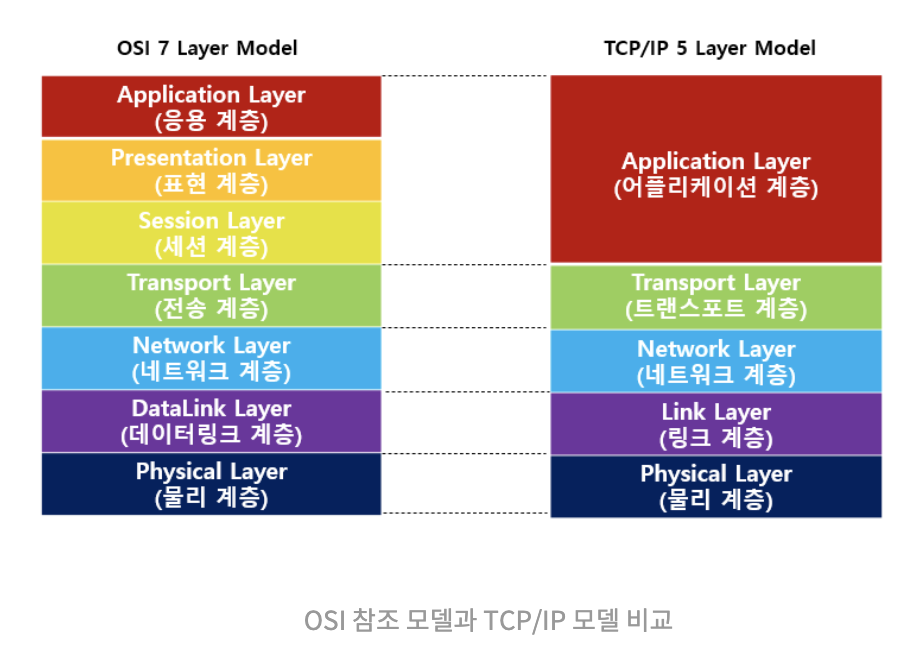 OSI 7 Layer Model
Application Layer
(응용 계층)
Presentation Layer
(표현 계층)
Session Layer
(세션 계층)
Transport Layer
(전송 계층)
Network Layer
(네트워크 계층)
DataLink Layer
(데이터링크 계층)
Physical Layer
(물리 계층)
TCP/IP 5 Layer Model
Application Layer
(어플리케이션 계층)
Transport Layer
(트랜스포트 계층)
Network Layer
(네트워크 계층)
Link Layer
(링크 계층)
Physical Layer
(물리 계층)
OSI 참조 모델과 TCP/IP 모델 비교